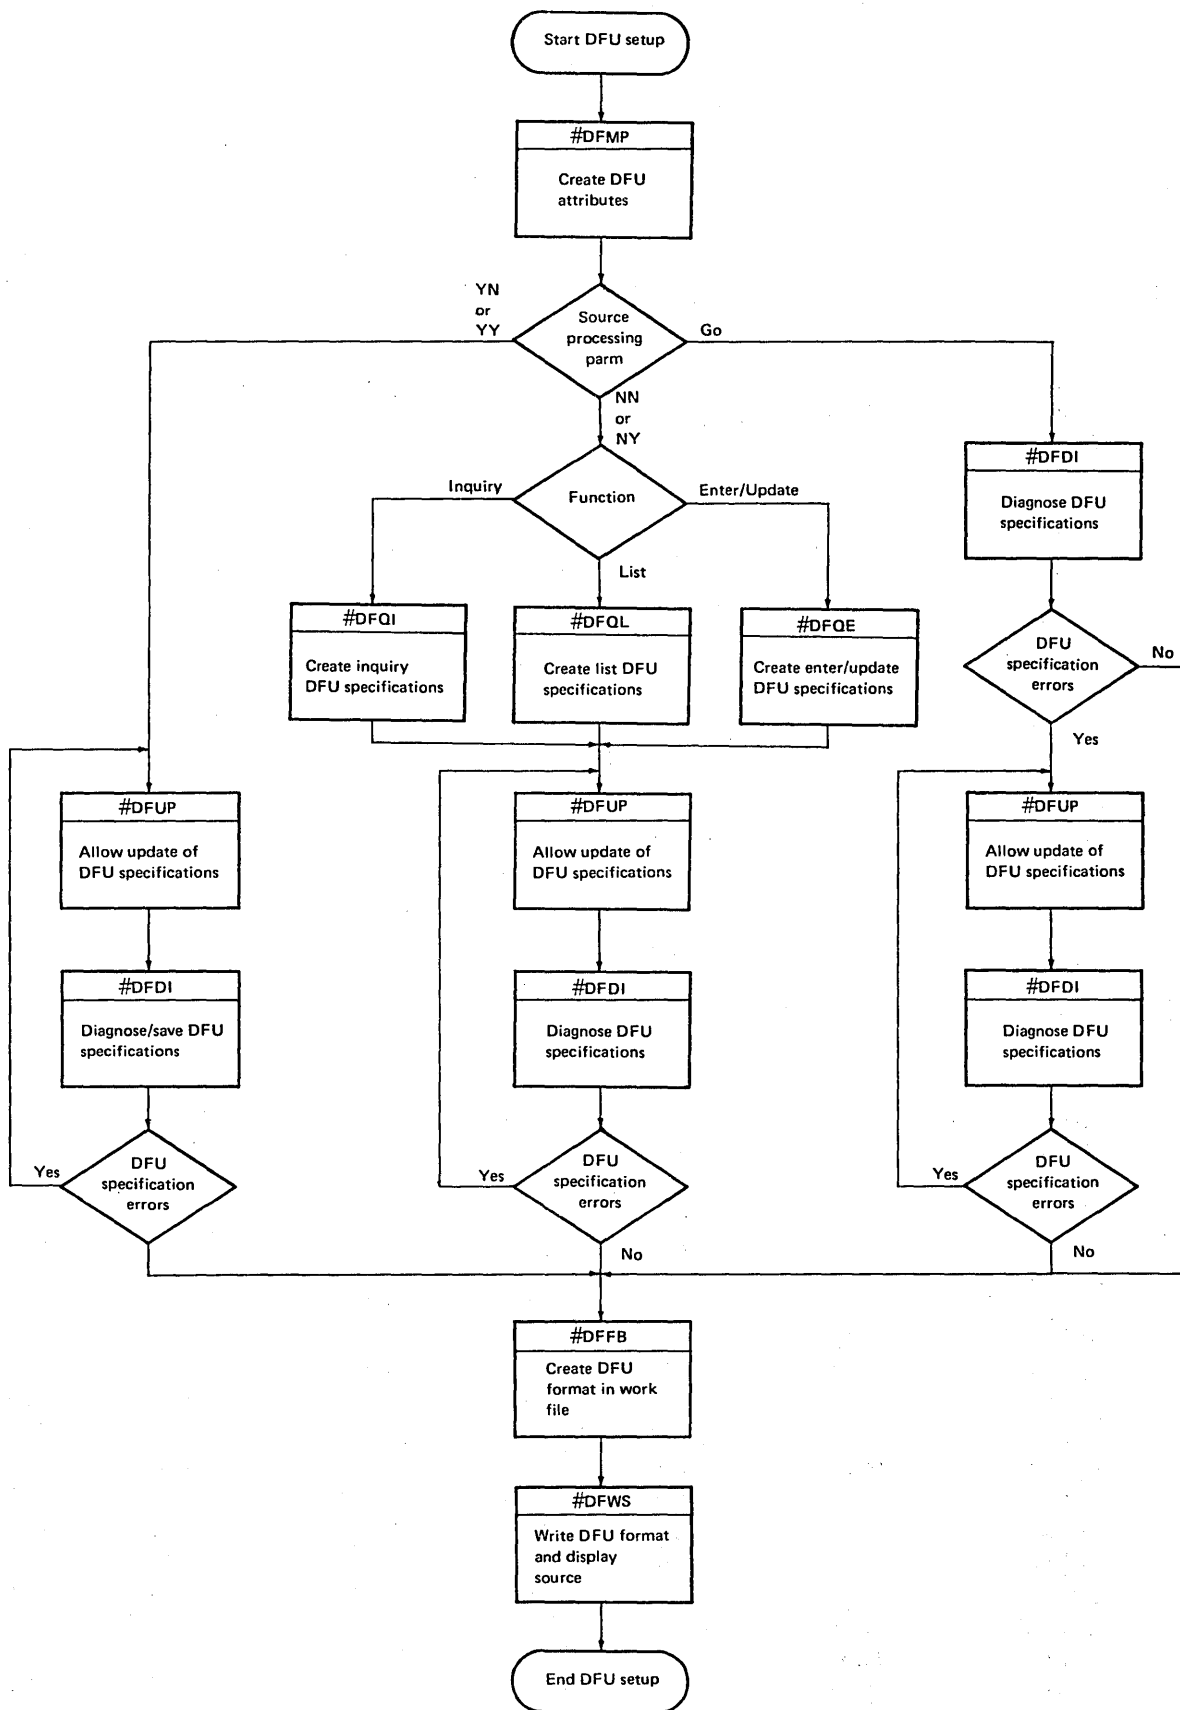 Start DFU setup
#DFMP
Create DFU
attributes
YN
or
YY
Source
processing
parm
Go
NN
or
NY
Inquiry
Function
Enter/Update
List
#DFDI
Diagnose DFU
specifications
#DFQI
Create inquiry
DFU specifications
#DFQL
Create list DFU
specifications
#DFQE
Create enter/update
DFU specifications
DFU
specification
errors
No
Yes
#DFUP
Allow update of
DFU specifications
#DFUP
Allow update of
DFU specifications
#DFUP
Allow update of
DFU specifications
#DFDI
Diagnose/save DFU
specifications
#DFDI
Diagnose DFU
specifications
#DFDI
Diagnose DFU
specifications
Yes
DFU
specification
errors
Yes
DFU
specification
errors
No
Yes
DFU
specification
errors
No
#DFFB
Create DFU
format in work
file
#DFWS
Write DFU format
and display
source
End DFU setup